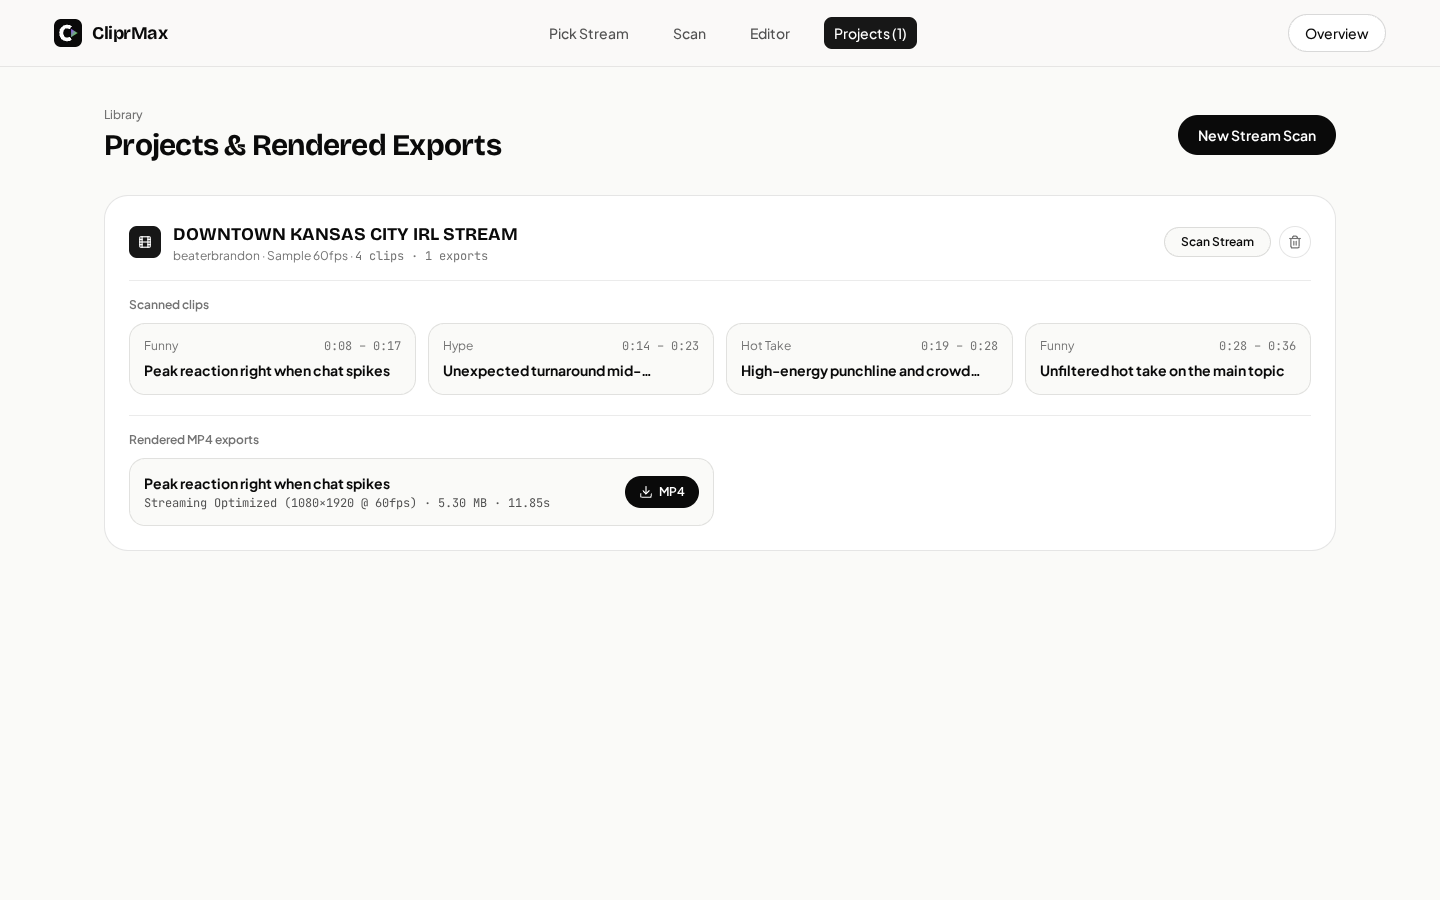 CliprMax
Pick Stream
Scan
Editor
Projects (1)
Overview
Library
Projects & Rendered Exports
New Stream Scan
DOWNTOWN KANSAS CITY IRL STREAM
beaterbrandon · Sample 60fps · 4 clips · 1 exports
Scan Stream
Scanned clips
Funny 0:08 – 0:17
Peak reaction right when chat spikes
Hype 0:14 – 0:23
Unexpected turnaround mid-…
Hot Take 0:19 – 0:28
High-energy punchline and crowd…
Funny 0:28 – 0:36
Unfiltered hot take on the main topic
Rendered MP4 exports
Peak reaction right when chat spikes
Streaming Optimized (1080×1920 @ 60fps) · 5.30 MB · 11.85s
MP4